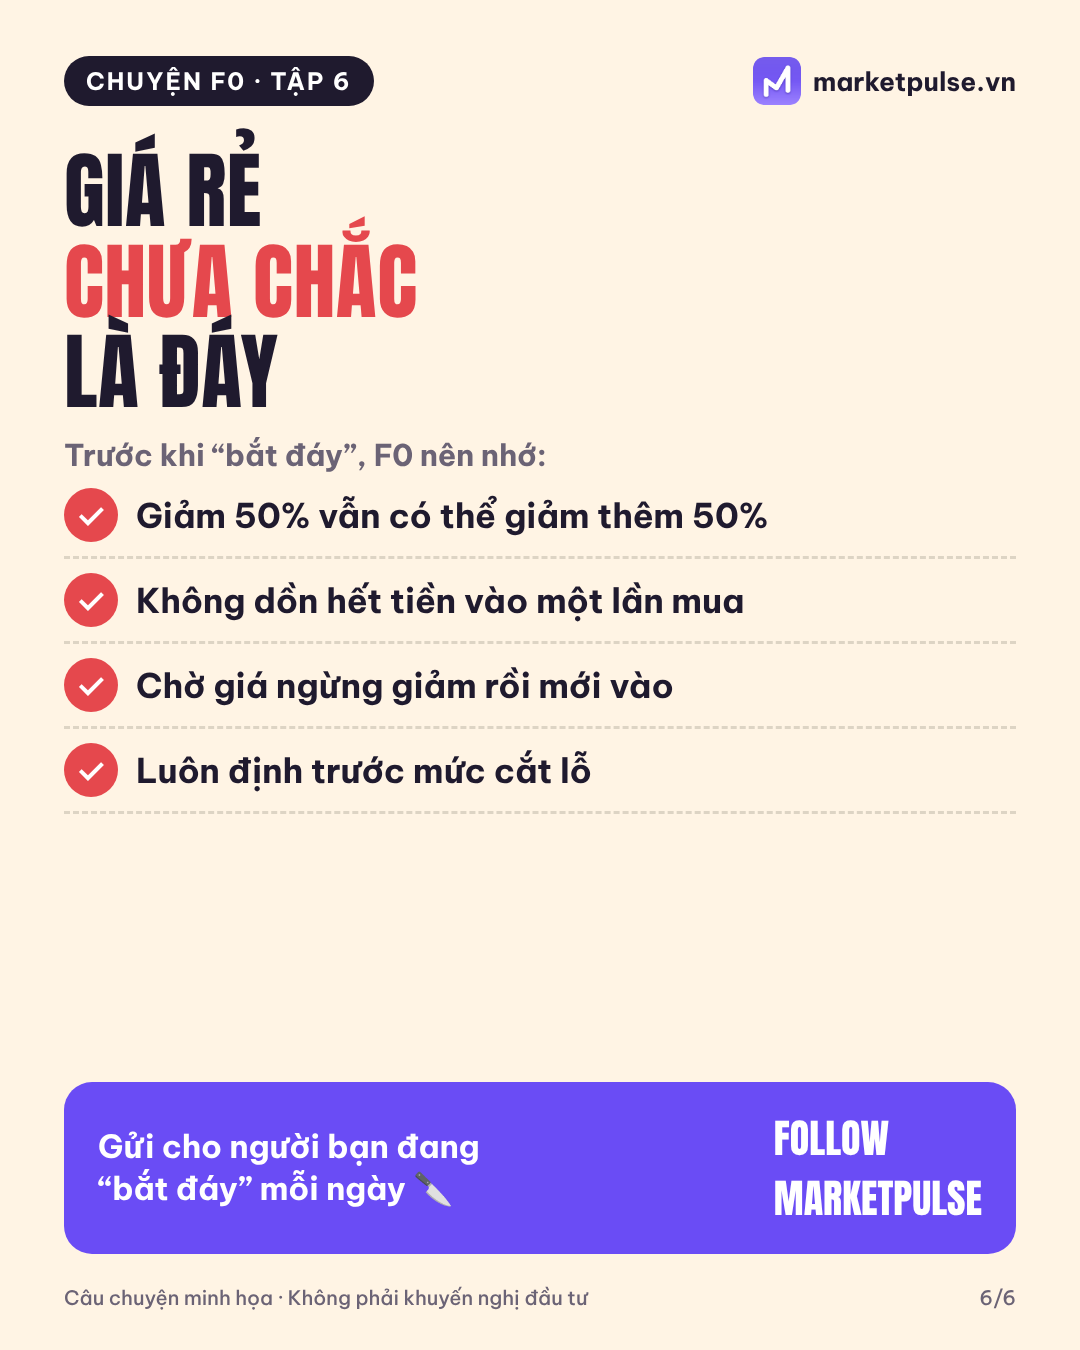 CHUYỆN F0 · TẬP 6
marketpulse.vn
GIÁ RẺ
CHƯA CHẮC
LÀ ĐÁY
Trước khi “bắt đáy”, F0 nên nhớ:
Giảm 50% vẫn có thể giảm thêm 50%
Không dồn hết tiền vào một lần mua
Chờ giá ngừng giảm rồi mới vào
Luôn định trước mức cắt lỗ
Gửi cho người bạn đang
“bắt đáy” mỗi ngày 🔪
FOLLOW
MARKETPULSE
Câu chuyện minh họa · Không phải khuyến nghị đầu tư
6/6